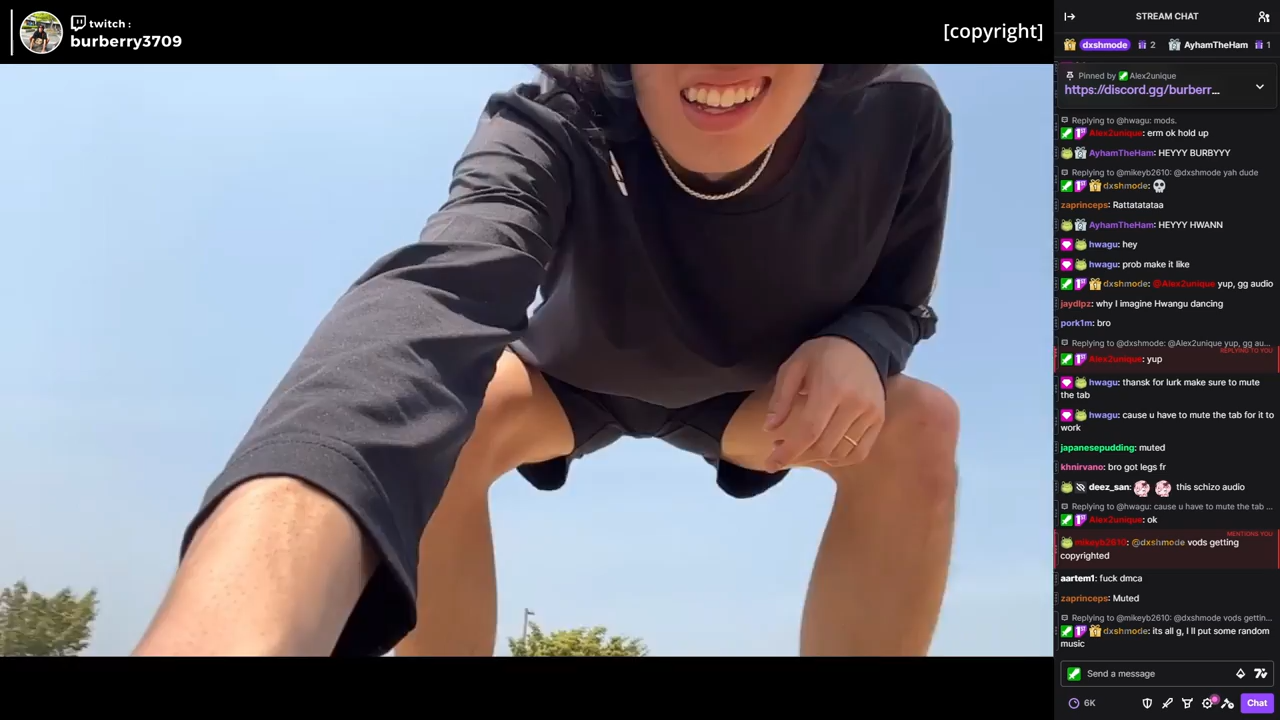 twitch :
burberry3709
[copyright]
STREAM CHAT
dxshmode 2 AyhamTheHam 1
Pinned by Alex2unique
https://discord.gg/burberr...
Replying to @hwagu: mods.
Alex2unique: erm ok hold up
AyhamTheHam: HEYYY BURBYYY
Replying to @mikeyb2610: @dxshmode yah dude
dxshmode:
zaprinceps: Rattatatataa
AyhamTheHam: HEYYY HWANN
hwagu: hey
hwagu: prob make it like
dxshmode: @Alex2unique yup, gg audio
jaydlpz: why I imagine Hwangu dancing
pork1m: bro
Replying to @dxshmode: @Alex2unique yup, gg au...
REPLYING TO YOU
Alex2unique: yup
hwagu: thansk for lurk make sure to mute
the tab
hwagu: cause u have to mute the tab for it to
work
japanesepudding: muted
khnirvano: bro got legs fr
deez_san: this schizo audio
Replying to @hwagu: cause u have to mute the tab ...
Alex2unique: ok
MENTIONS YOU
mikeyb2610: @dxshmode vods getting
copyrighted
aartem1: fuck dmca
zaprinceps: Muted
Replying to @mikeyb2610: @dxshmode vods gettin...
dxshmode: its all g, I ll put some random
music
Send a message
6K
Chat